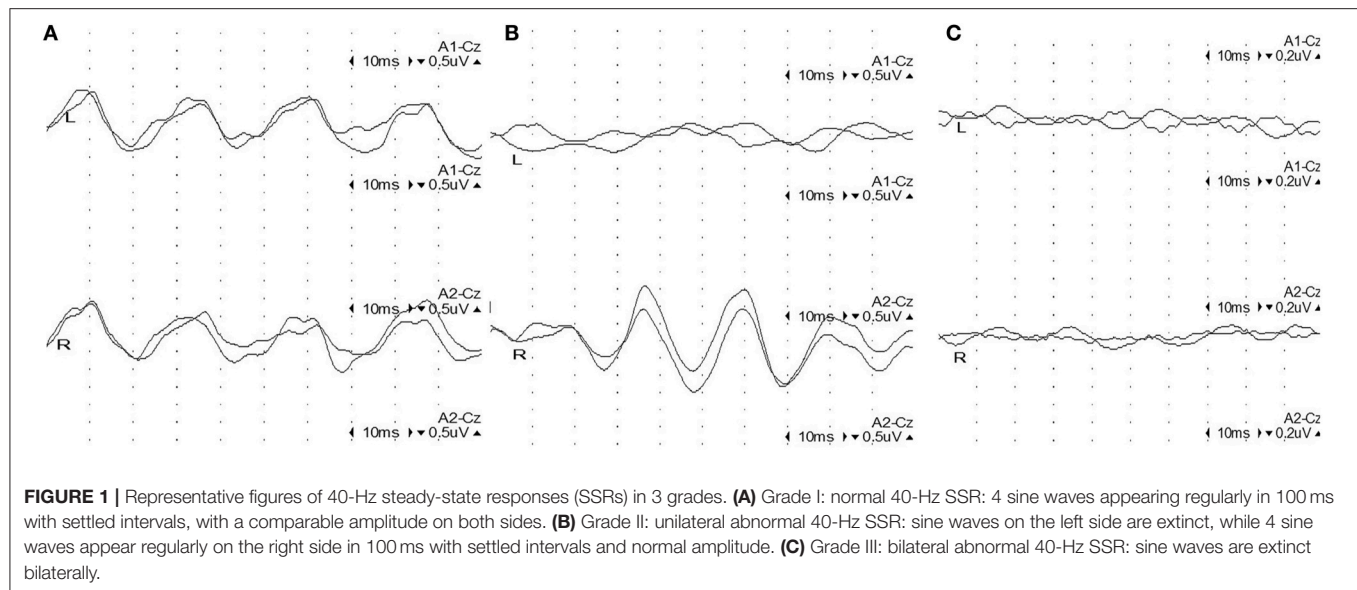 A
A1-Cz
◄ 10ms ►▼0.5uV ▲
L
A1-Cz
◄ 10ms ►▼0.5uV ▲
A2-Cz
◄ 10ms ►▼0.5uV ▲
R
A2-Cz
◄ 10ms ►▼0.5uV ▲
B
A1-Cz
◄ 10ms ►▼0.5uV ▲
L
A1-Cz
◄ 10ms ►▼0.5uV ▲
A2-Cz
◄ 10ms ►▼0.5uV ▲
R
A2-Cz
◄ 10ms ►▼0.5uV ▲
C
A1-Cz
◄ 10ms ►▼0.2uV ▲
L
A1-Cz
◄ 10ms ►▼0.2uV ▲
A2-Cz
◄ 10ms ►▼0.2uV ▲
R
A2-Cz
◄ 10ms ►▼0.2uV ▲
FIGURE 1 | Representative figures of 40-Hz steady-state responses (SSRs) in 3 grades. (A) Grade I: normal 40-Hz SSR: 4 sine waves appearing regularly in 100 ms
with settled intervals, with a comparable amplitude on both sides. (B) Grade II: unilateral abnormal 40-Hz SSR: sine waves on the left side are extinct, while 4 sine
waves appear regularly on the right side in 100 ms with settled intervals and normal amplitude. (C) Grade III: bilateral abnormal 40-Hz SSR: sine waves are extinct
bilaterally.